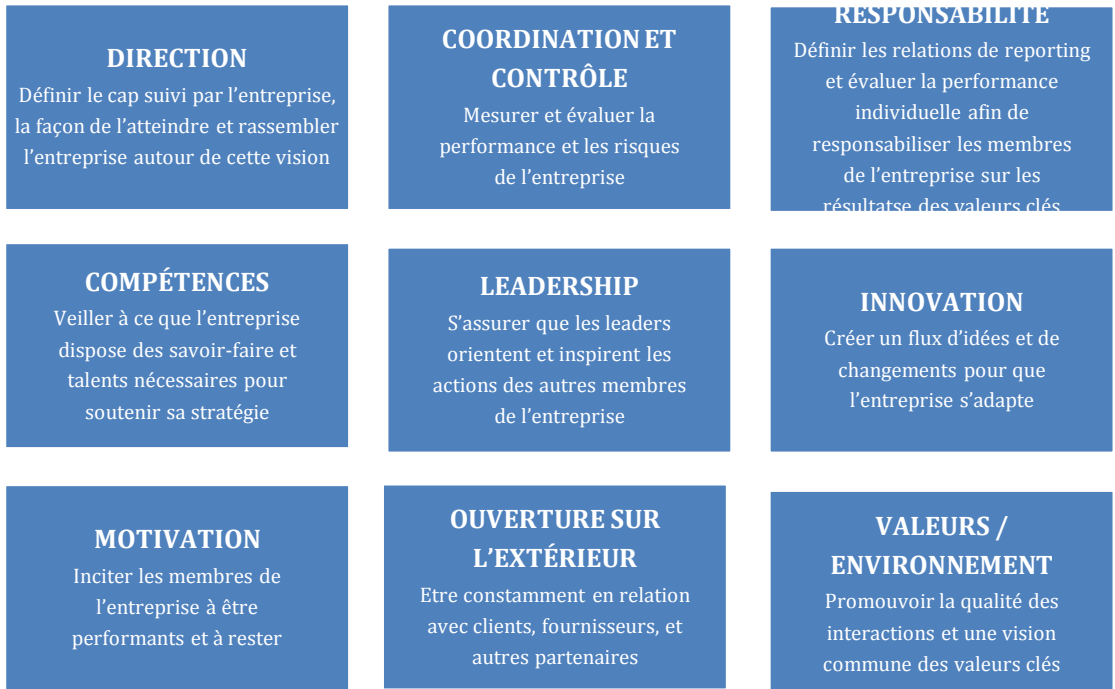 DIRECTION
Définir le cap suivi par l'entreprise,
la façon de l'atteindre et rassembler
l'entreprise autour de cette vision
COORDINATION ET
CONTRÔLE
Mesurer et évaluer la
performance et les risques
de l'entreprise
RESPONSABILITÉ
Définir les relations de reporting
et évaluer la performance
individuelle afin de
responsabiliser les membres
de l'entreprise sur les
résultatse des valeurs clés
COMPÉTENCES
Veiller à ce que l'entreprise
dispose des savoir-faire et
talents nécessaires pour
soutenir sa stratégie
LEADERSHIP
S'assurer que les leaders
orientent et inspirent les
actions des autres membres
de l'entreprise
INNOVATION
Créer un flux d'idées et de
changements pour que
l'entreprise s'adapte
MOTIVATION
Inciter les membres de
l'entreprise à être
performants et à rester
OUVERTURE SUR
L'EXTÉRIEUR
Etre constamment en relation
avec clients, fournisseurs, et
autres partenaires
VALEURS /
ENVIRONNEMENT
Promouvoir la qualité des
interactions et une vision
commune des valeurs clés